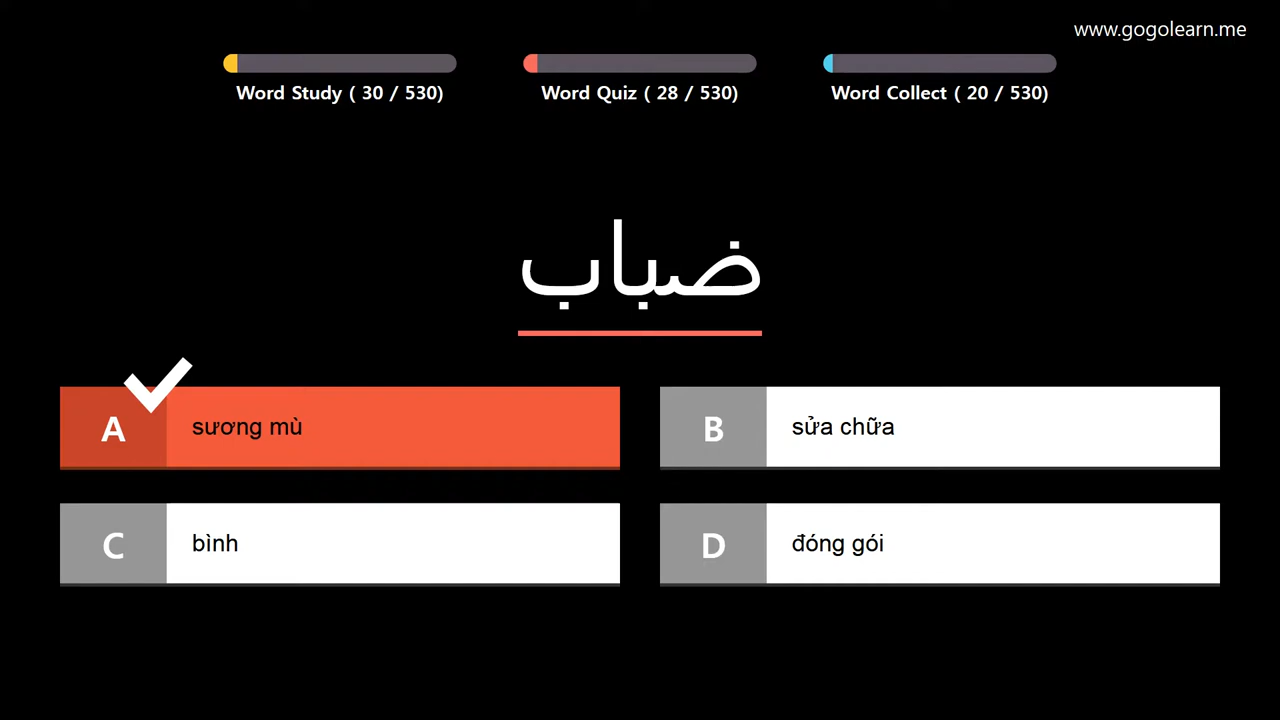 www.gogolearn.me
Word Study ( 30 / 530)
Word Quiz ( 28 / 530)
Word Collect ( 20 / 530)
ضباب
A
sương mù
B
sửa chữa
C
bình
D
đóng gói